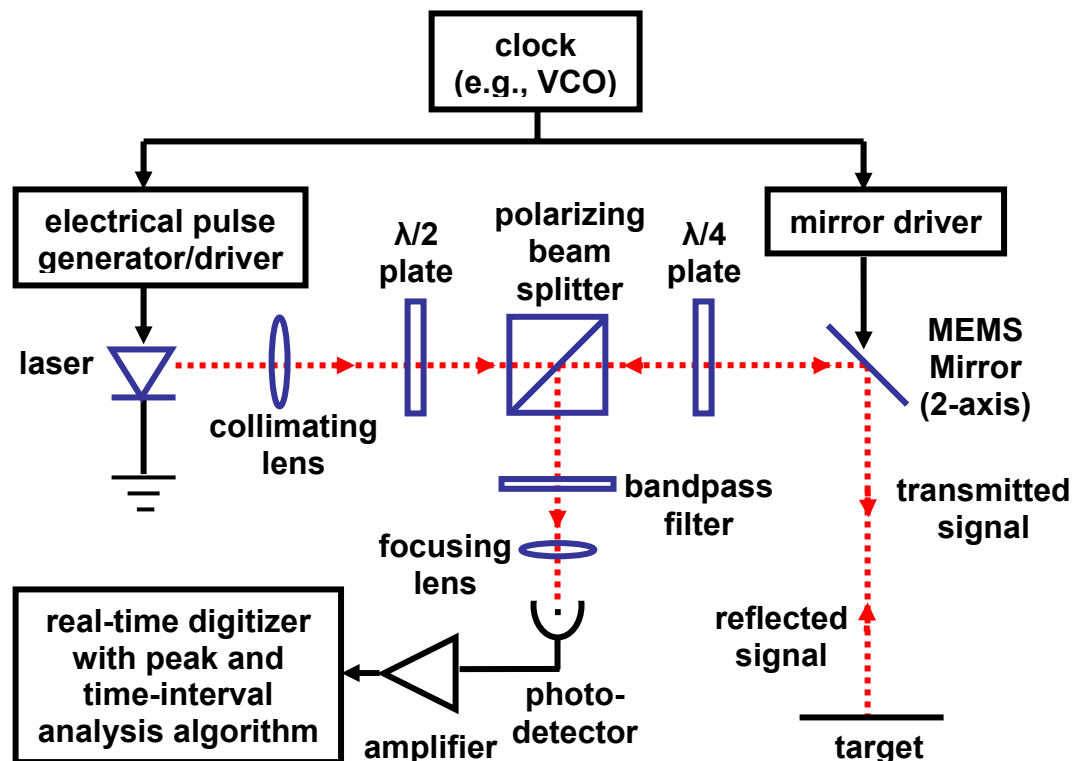 clock
(e.g., VCO)
electrical pulse
generator/driver
λ/2
plate
polarizing
beam
splitter
λ/4
plate
mirror driver
laser
collimating
lens
MEMS
Mirror
(2-axis)
bandpass
filter
transmitted
signal
focusing
lens
reflected
signal
real-time digitizer
with peak and
time-interval
analysis algorithm
amplifier
photo-
detector
target